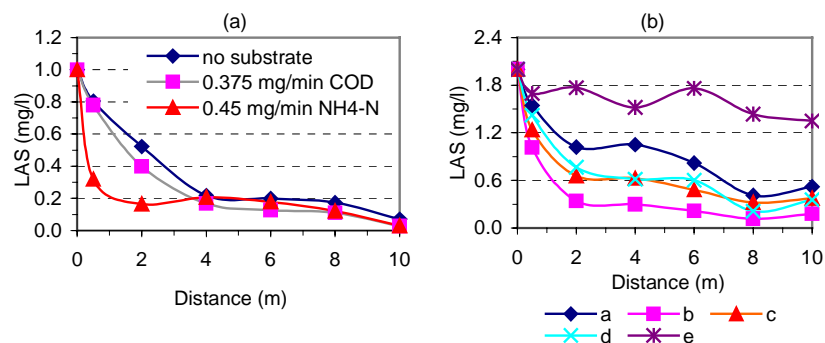 (a)
LAS (mg/l)
1.2
1.0
0.8
0.6
0.4
0.2
0.0
no substrate
0.375 mg/min COD
0.45 mg/min NH4-N
0 2 4 6 8 10
Distance (m)
(b)
LAS (mg/l)
2.4
1.8
1.2
0.6
0.0
0 2 4 6 8 10
Distance (m)
a b c
d e